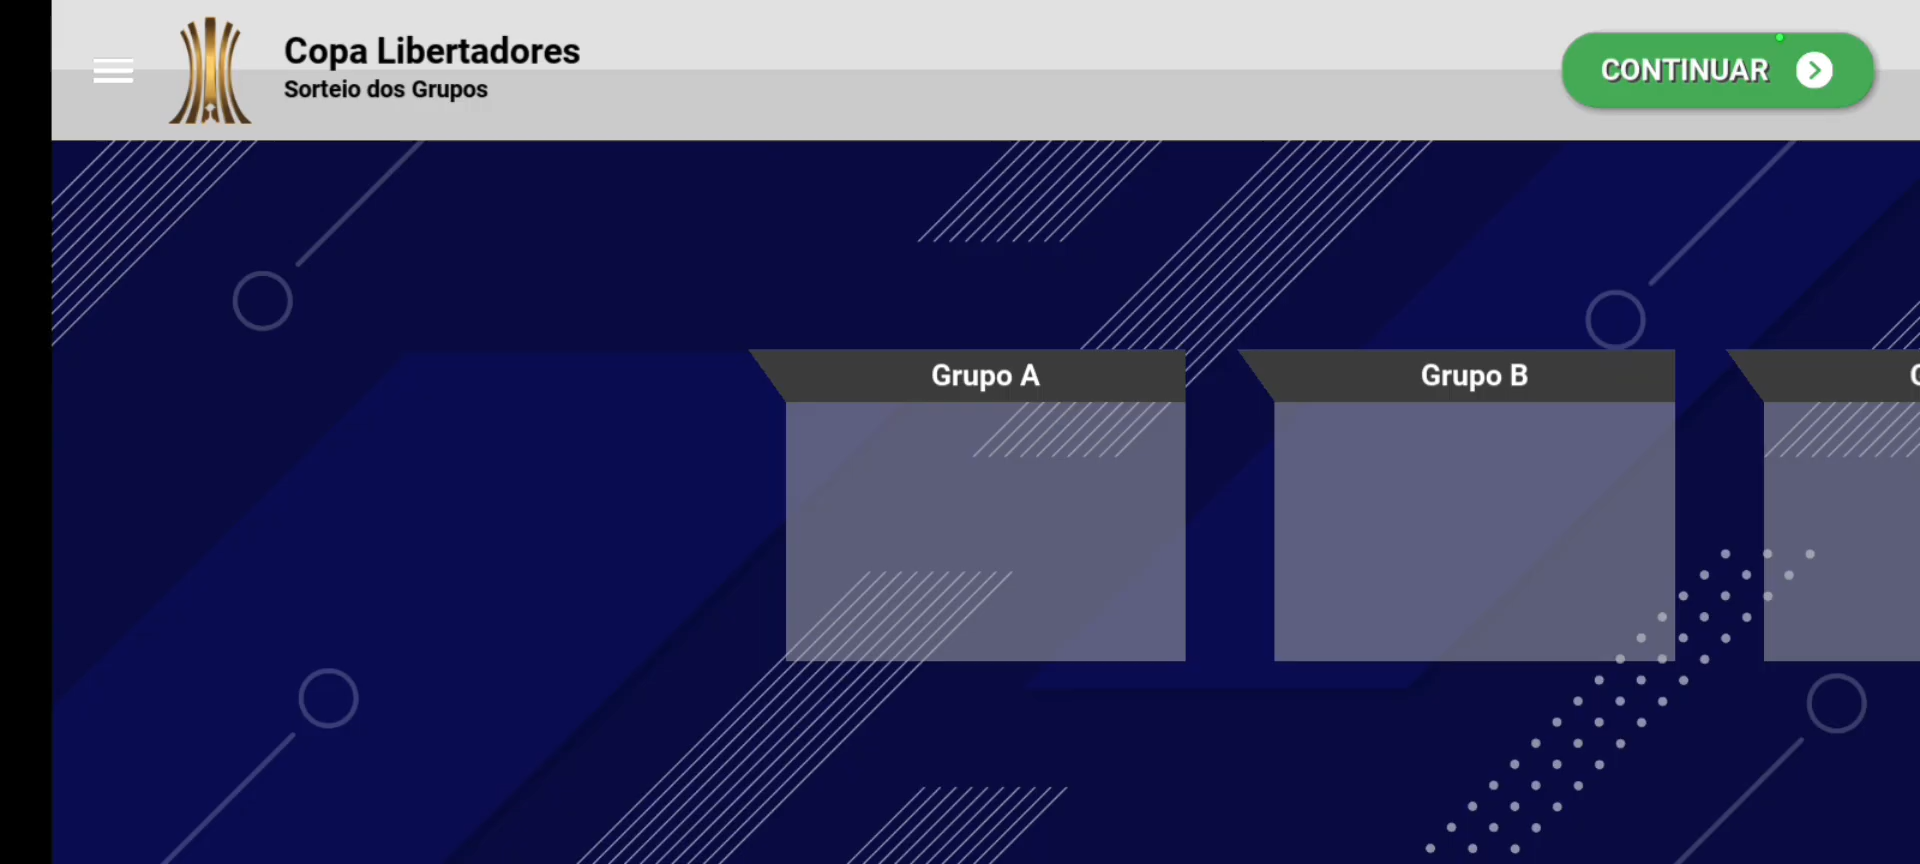 Copa Libertadores
Sorteio dos Grupos
CONTINUAR
Grupo A
Grupo B